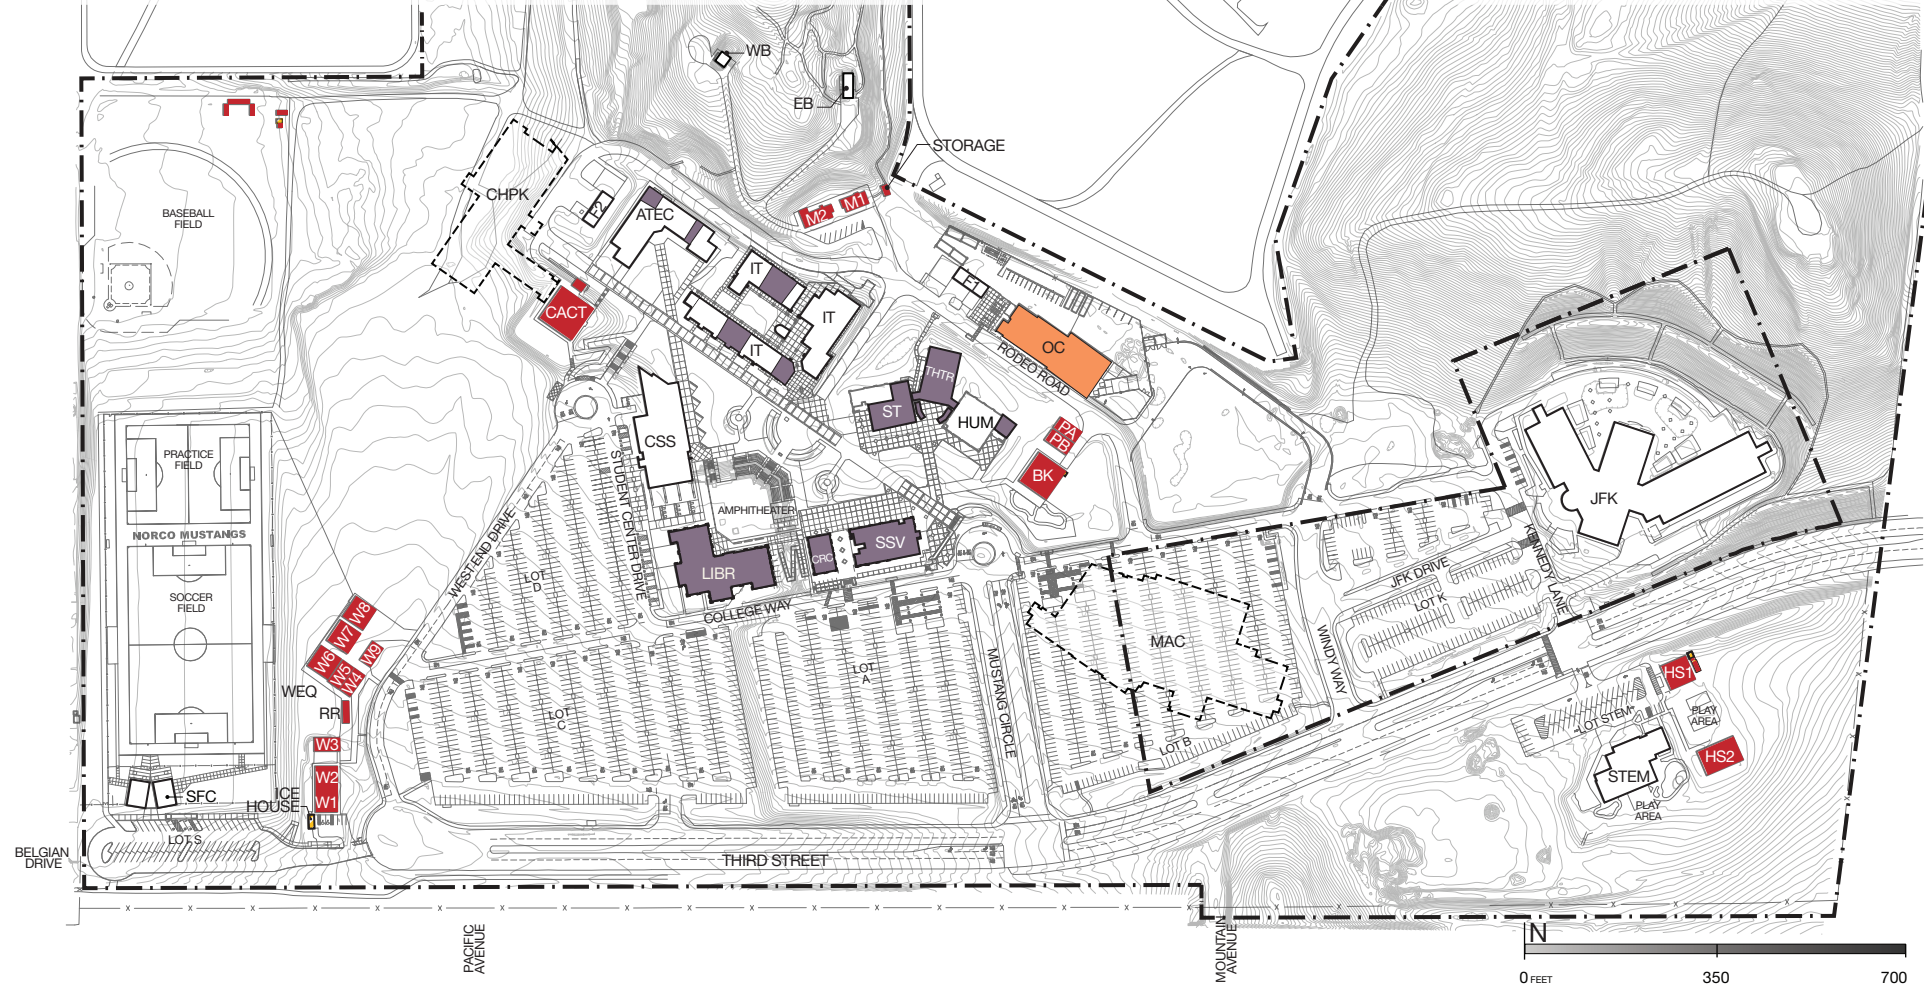 WB
EB
STORAGE
CHPK
F2
ATEC
M2
M1
BASEBALL
FIELD
IT
F1
CACT
IT
IT
OC
RODEO ROAD
THTR
ST
HUM
PA
PB
CSS
BK
PRACTICE
FIELD
STUDENT CENTER DRIVE
JFK
AMPHITHEATER
NORCO MUSTANGS
WEST END DRIVE
SSV
CRC
LIBR
KENNEDY LANE
JFK DRIVE
LOT
D
LOT K
SOCCER
FIELD
COLLEGE WAY
W8
W7
W9
W6
W5
W4
MAC
WINDY WAY
MUSTANG CIRCLE
LOT
A
HS1
WEQ
RR
LOT
C
LOT STEM
PLAY
AREA
W3
LOT B
HS2
W2
STEM
SFC
ICE
HOUSE
W1
PLAY
AREA
LOT S
BELGIAN
DRIVE
THIRD STREET
PACIFIC
AVENUE
MOUNTAIN
AVENUE
N
0 FEET
350
700